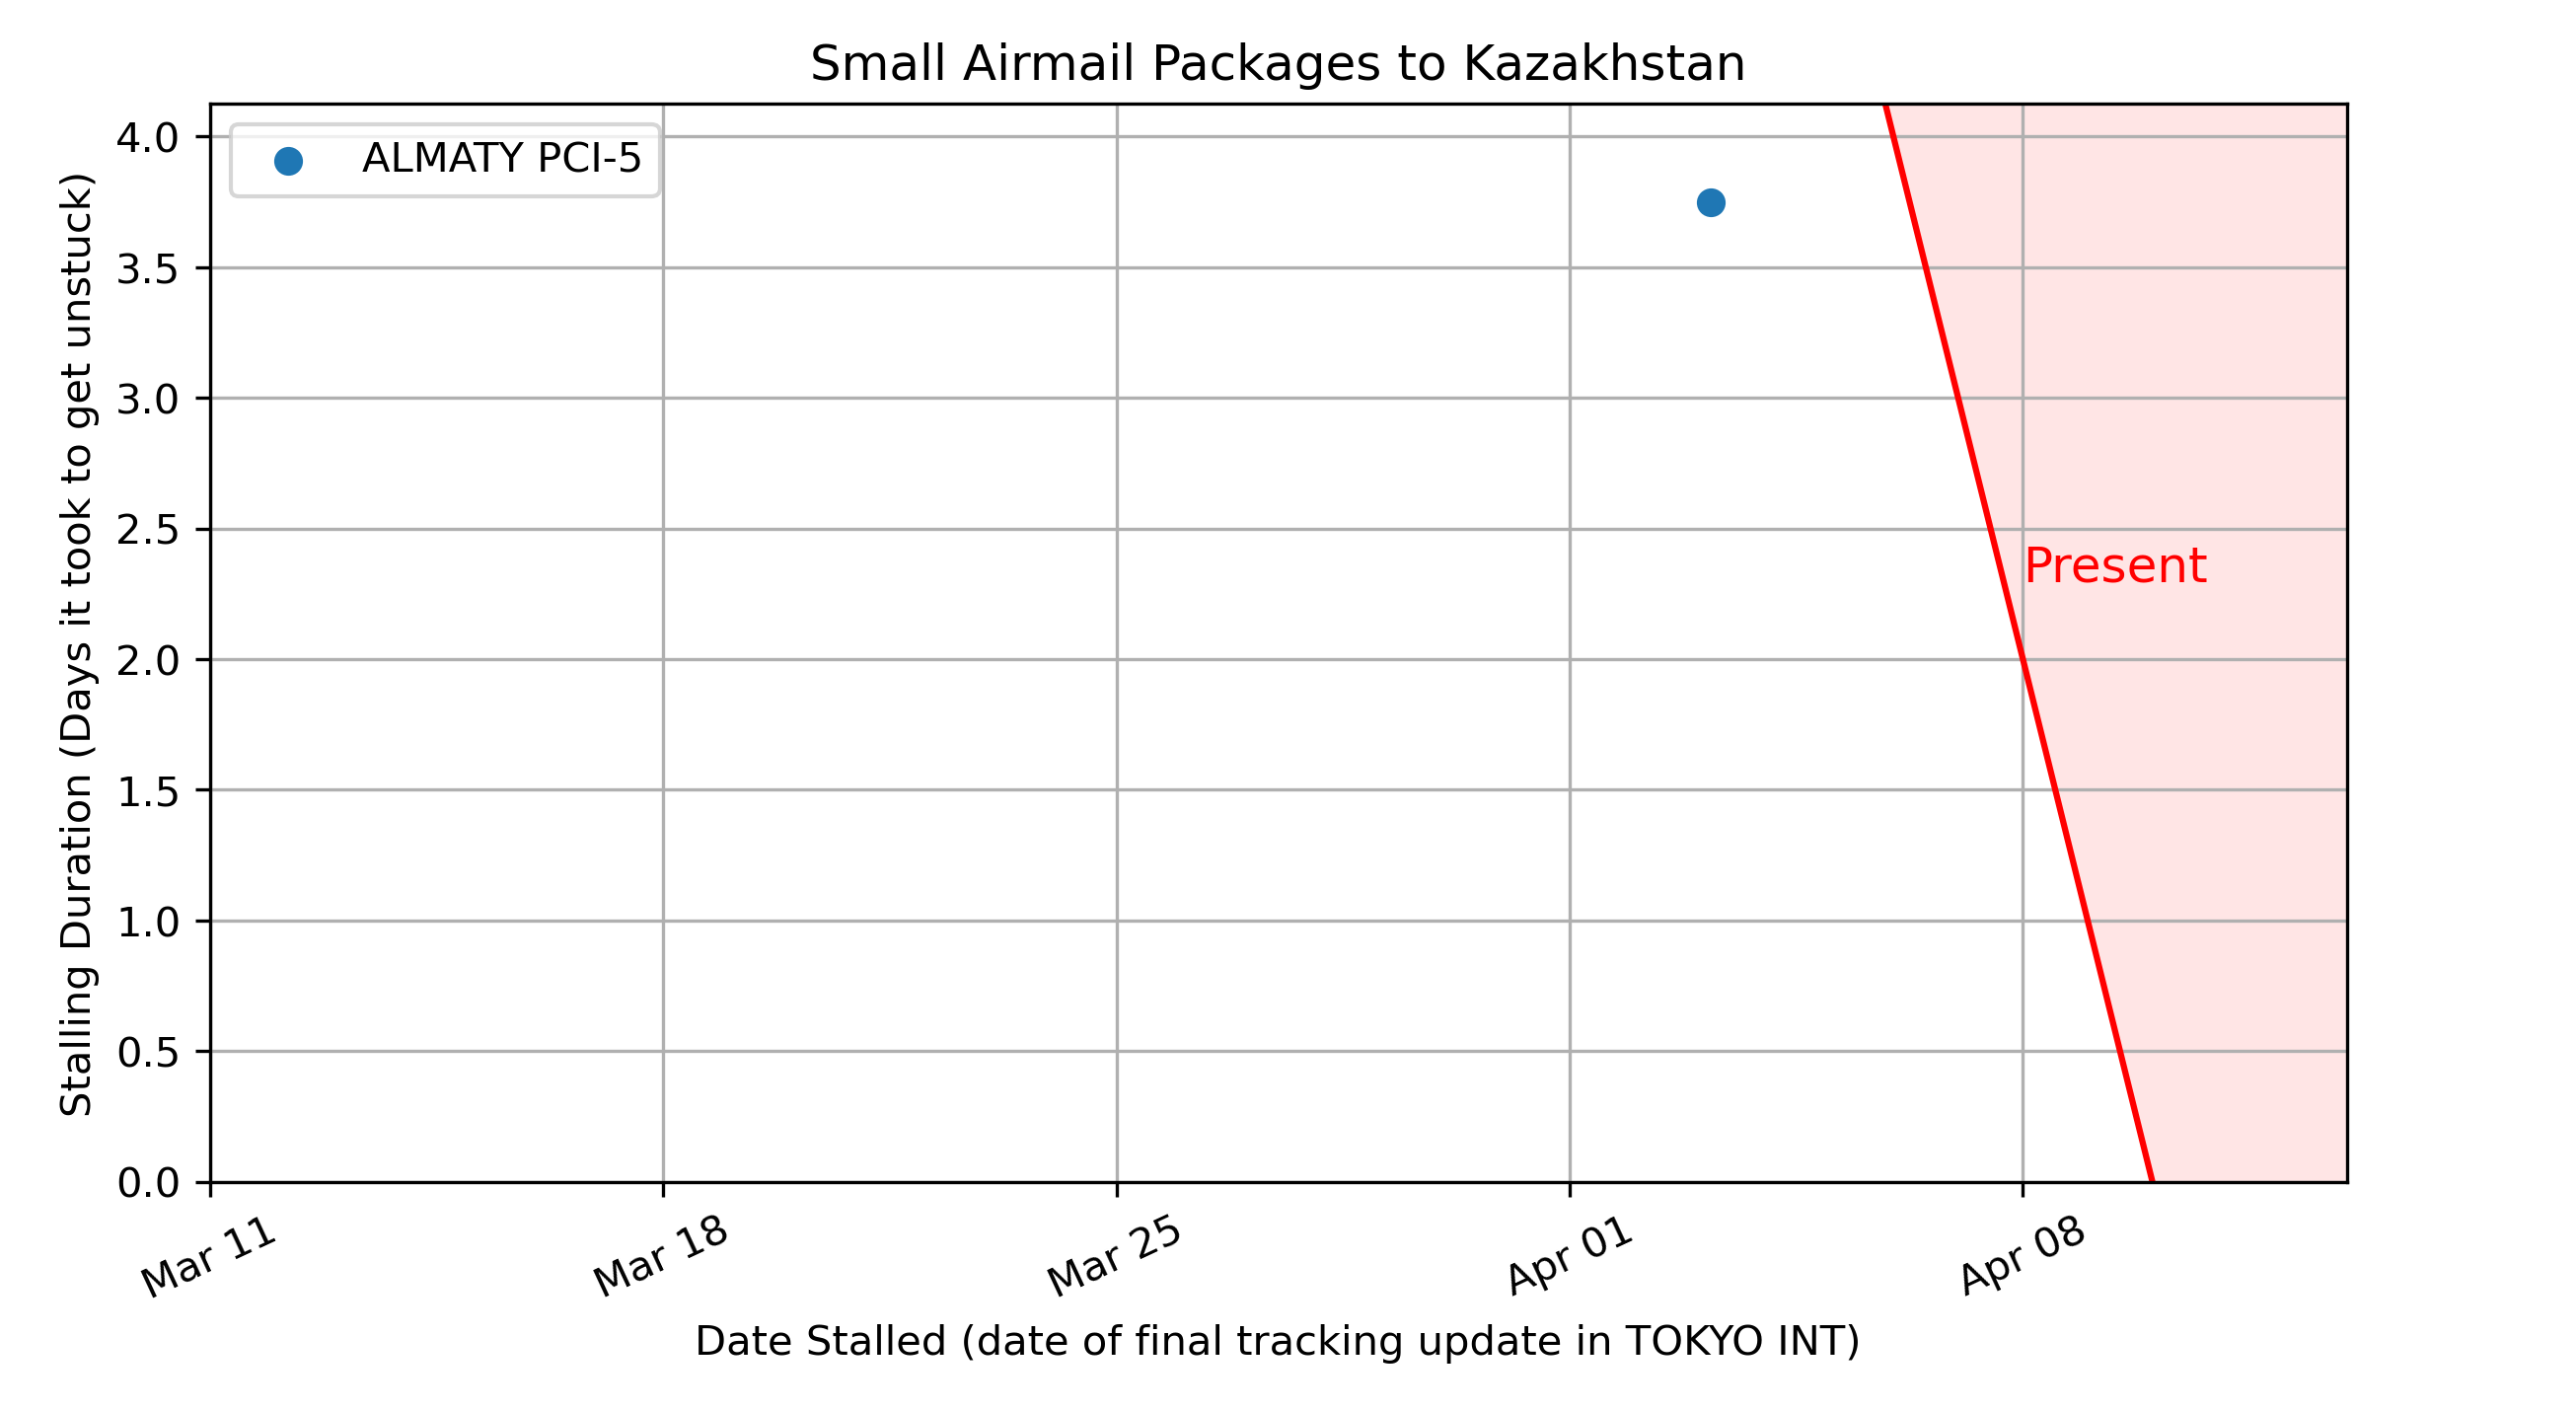 Small Airmail Packages to Kazakhstan
ALMATY PCI-5
Stalling Duration (Days it took to get unstuck)
4.0
3.5
3.0
2.5
2.0
1.5
1.0
0.5
0.0
Present
Mar 11
Mar 18
Mar 25
Apr 01
Apr 08
Date Stalled (date of final tracking update in TOKYO INT)